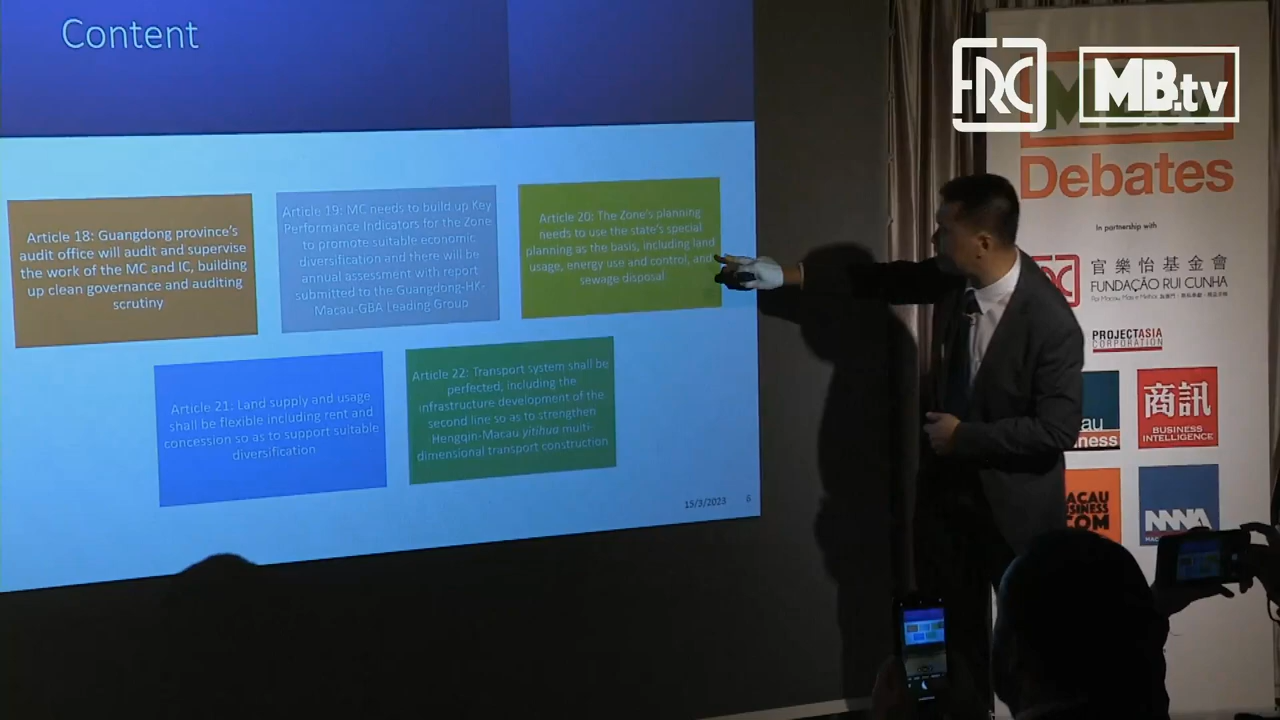 Content
Article 18: Guangdong province's
audit office will audit and supervise
the work of the MC and IC, building
up clean governance and auditing
scrutiny
Article 19: MC needs to build up Key
Performance Indicators for the Zone
to promote suitable economic
diversification and there will be
annual assessment with report
submitted to the Guangdong-HK-
Macau-GBA Leading Group
Article 20: The Zone's planning
needs to use the state's special
planning as the basis, including land
usage, energy use and control, and
sewage disposal
Article 21: Land supply and usage
shall be flexible including rent and
concession so as to support suitable
diversification
Article 22: Transport system shall be
perfected, including the
infrastructure development of the
second line so as to strengthen
Hengqin-Macau yitihua multi-
dimensional transport construction
15/3/2023 6
FRC MB.tv
Debates
In partnership with
官樂怡基金會
FUNDAÇÃO RUI CUNHA
PROJECTASIA
CORPORATION
au
ness
商訊
BUSINESS
INTELLIGENCE
ACAU
BUSINESS
.COM
MNA